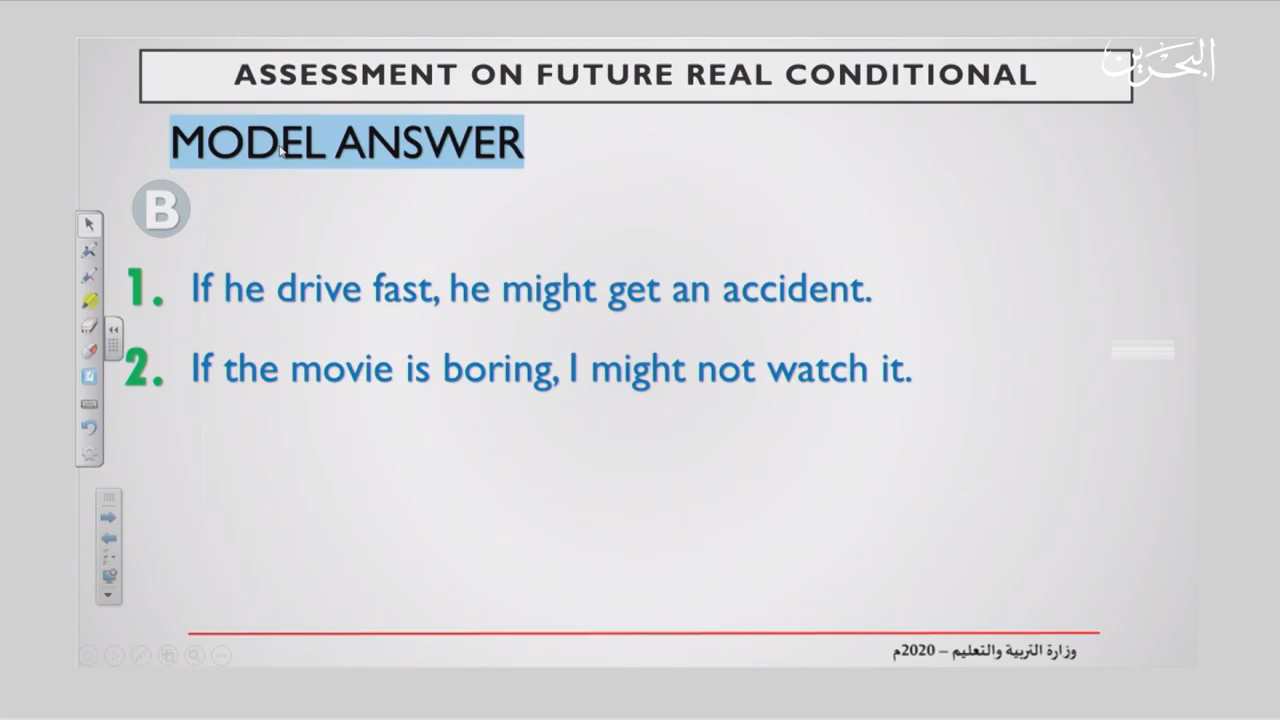 البحرين
ASSESSMENT ON FUTURE REAL CONDITIONAL
MODEL ANSWER
B
1. If he drive fast, he might get an accident.
2. If the movie is boring, I might not watch it.
وزارة التربية والتعليم – 2020م